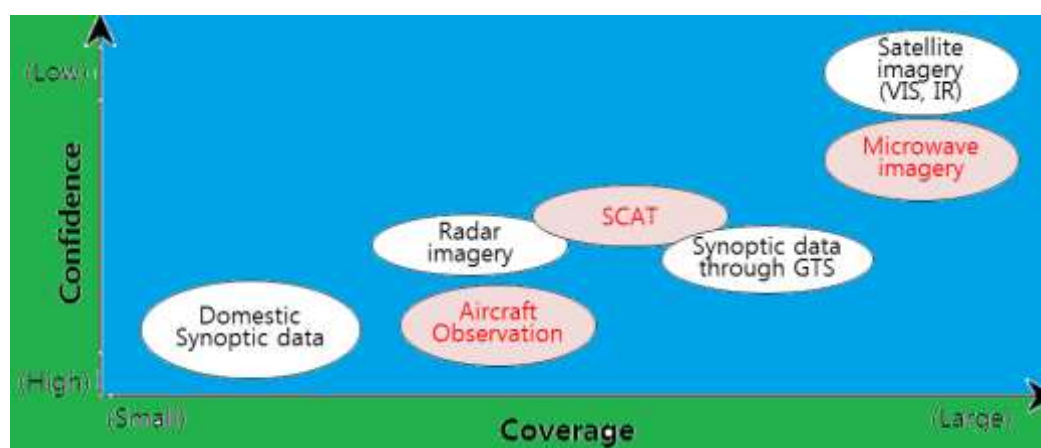 (Low)
Satellite
imagery
(VIS, IR)
Microwave
imagery
SCAT
Radar
imagery
Synoptic data
through GTS
Confidence
Domestic
Synoptic data
Aircraft
Observation
(High)
(Small)
Coverage
(Large)